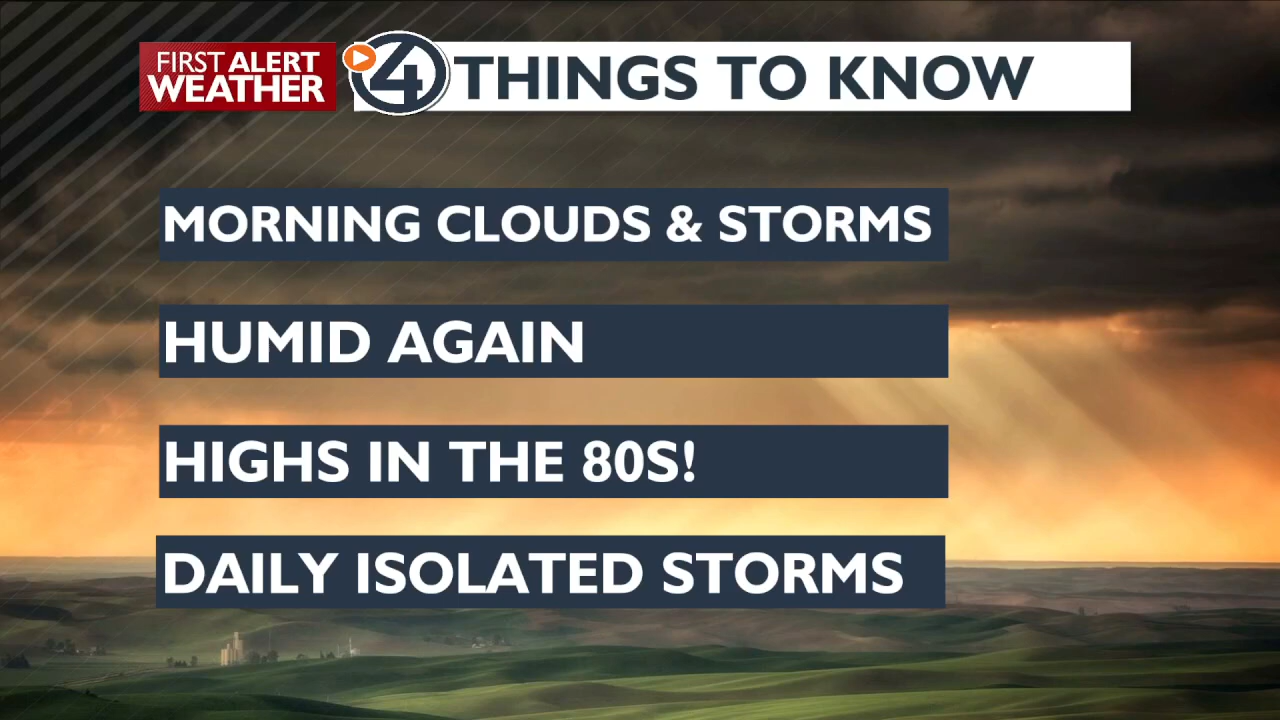 FIRST ALERT
WEATHER
4 THINGS TO KNOW
MORNING CLOUDS & STORMS
HUMID AGAIN
HIGHS IN THE 80S!
DAILY ISOLATED STORMS